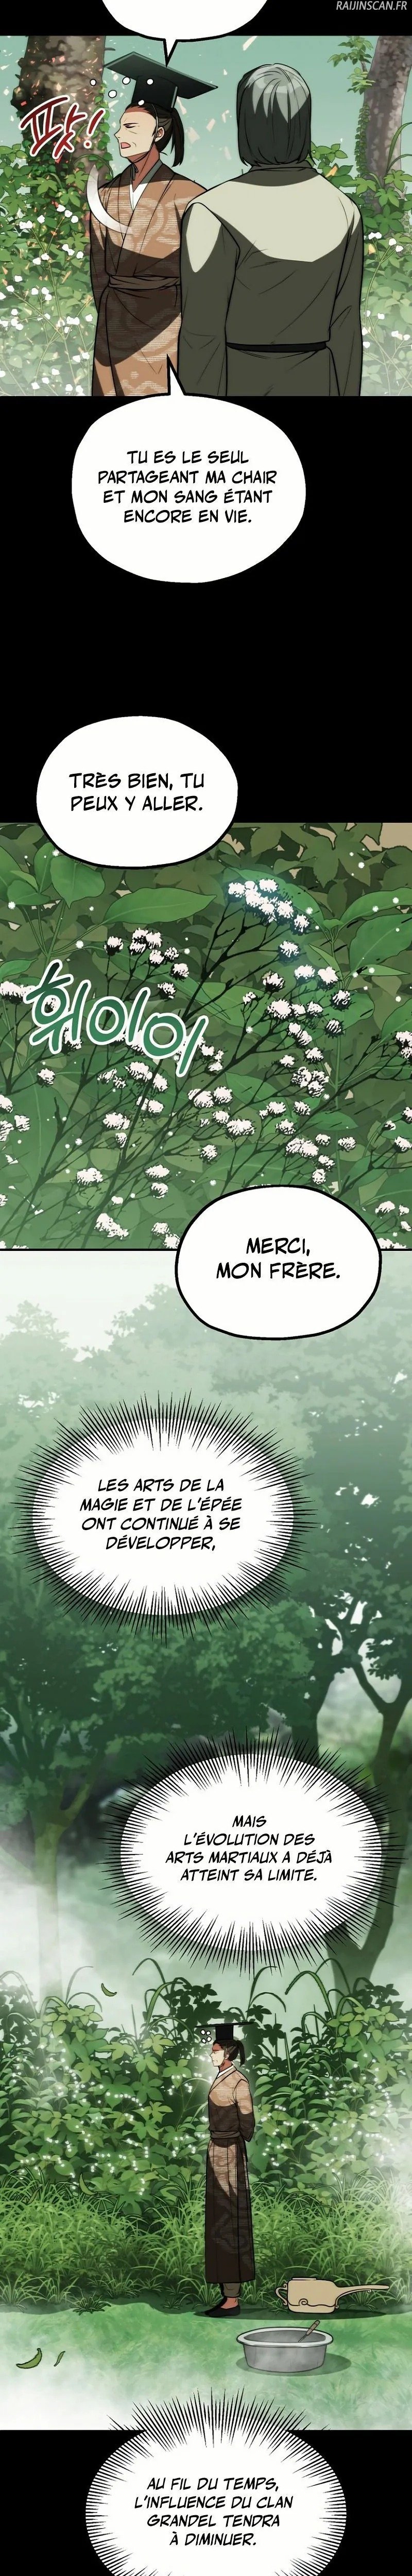 RAIJINSCAN.FR
팟!
TU ES LE SEUL
PARTAGEANT MA CHAIR
ET MON SANG ÉTANT
ENCORE EN VIE.
TRÈS BIEN, TU
PEUX Y ALLER.
휘이이
MERCI,
MON FRÈRE.
LES ARTS DE LA
MAGIE ET DE L'ÉPÉE
ONT CONTINUÉ À SE
DÉVELOPPER,
MAIS
L'ÉVOLUTION DES
ARTS MARTIAUX A DÉJÀ
ATTEINT SA LIMITE.
AU FIL DU TEMPS,
L'INFLUENCE DU CLAN
GRANDEL TENDRA
À DIMINUER.